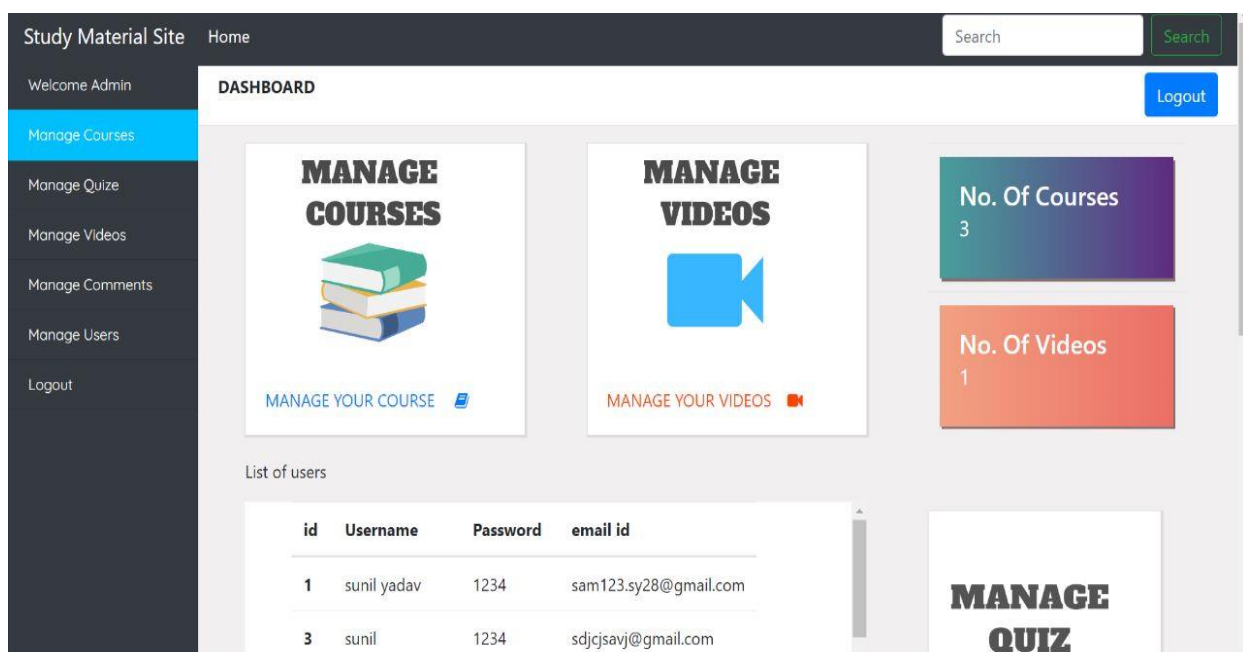 Study Material Site Home Search Search
Welcome Admin
Manage Courses
Manage Quize
Manage Videos
Manage Comments
Manage Users
Logout
DASHBOARD Logout
MANAGE
COURSES
MANAGE YOUR COURSE
MANAGE
VIDEOS
MANAGE YOUR VIDEOS
No. Of Courses
3
No. Of Videos
1
List of users
id Username Password email id
1 sunil yadav 1234 sam123.sy28@gmail.com
3 sunil 1234 sdjcjsavj@gmail.com
MANAGE
QUIZ